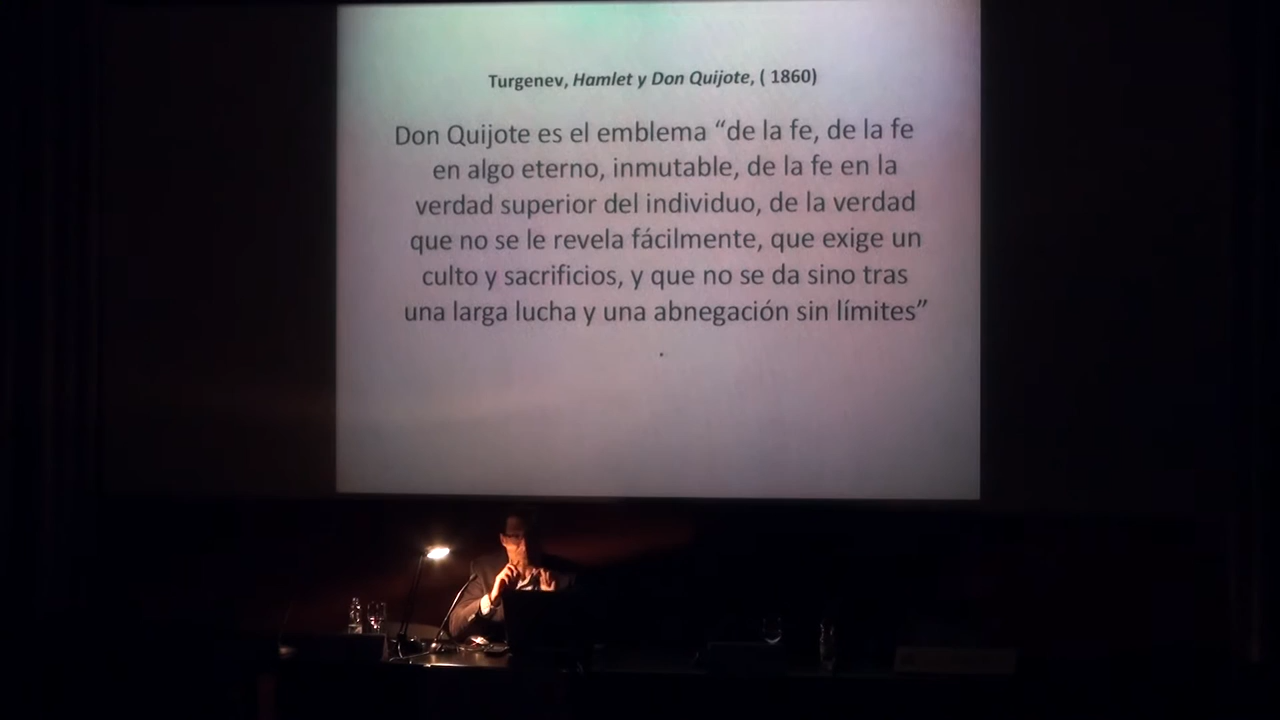 Turgenev, Hamlet y Don Quijote, ( 1860)
Don Quijote es el emblema “de la fe, de la fe
en algo eterno, inmutable, de la fe en la
verdad superior del individuo, de la verdad
que no se le revela fácilmente, que exige un
culto y sacrificios, y que no se da sino tras
una larga lucha y una abnegación sin límites”
.